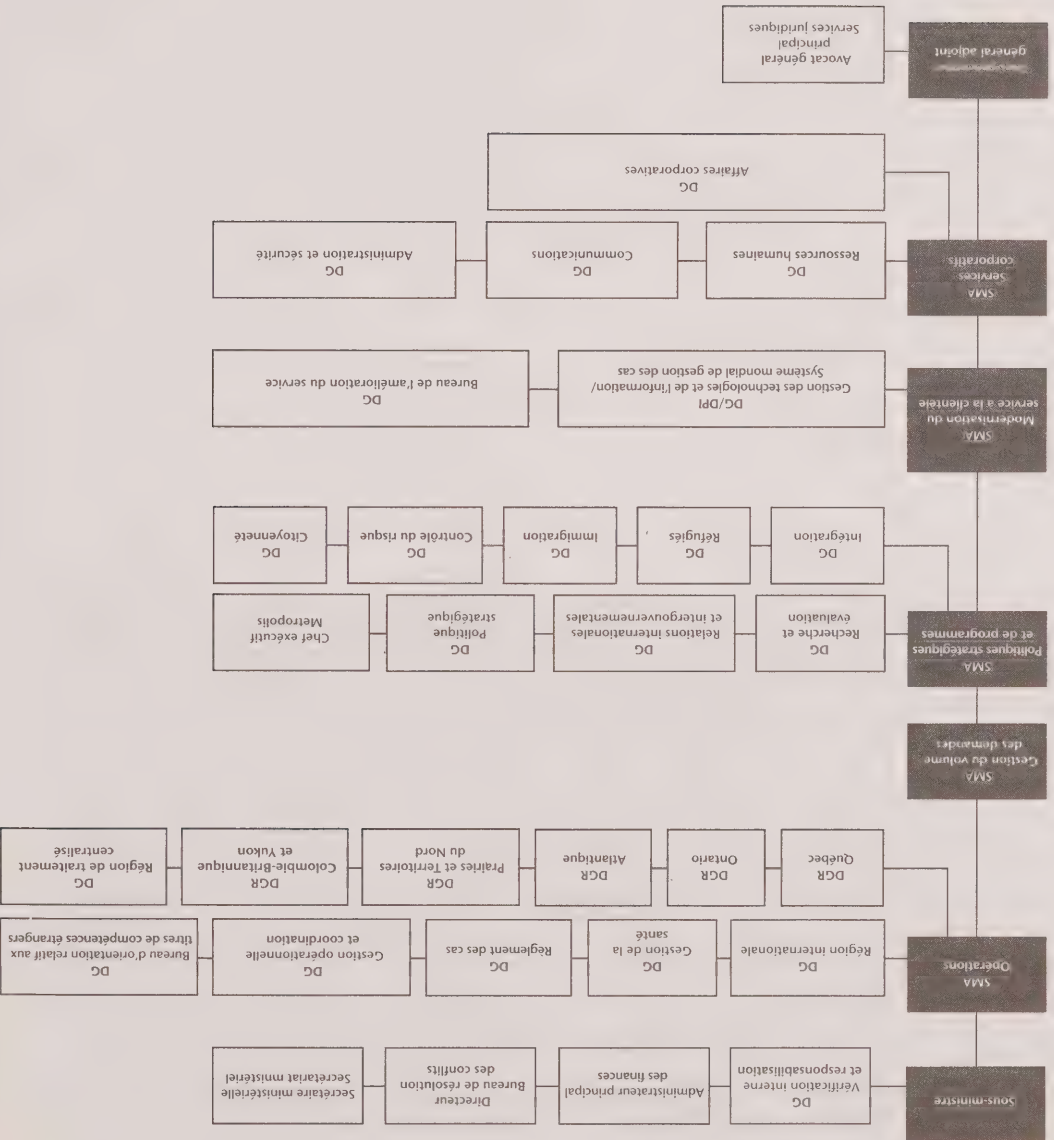 Sous-ministre
DG
Vérification interne
et responsabilisation
Administrateur principal
des finances
Directeur
Bureau de résolution
des conflits
Secrétaire ministérielle
Secrétariat mnistériel
SMA
Opérations
DG
Région internationale
DG
Gestion de la
santé
DG
Règlement des cas
DG
Gestion opérationnelle
et coordination
DG
Bureau d'orientation relatif aux
titres de compétences étrangers
DGR
Québec
DGR
Ontario
DGR
Atlantique
DGR
Prairies et Territoires
du Nord
DGR
Colombie-Britannique
et Yukon
DG
Région de traitement
centralisé
SMA
Gestion du volume
des demandes
SMA
Politiques stratégiques
et de programmes
DG
Recherche et
évaluation
DG
Relations internationales
et intergouvernementales
DG
Politique
stratégique
Chef exécutif
Metropolis
DG
Intégration
DG
Réfugiés
DG
Immigration
DG
Contrôle du risque
DG
Citoyenneté
SMA
Modernisation du
service à la clientèle
DG/DPI
Gestion des technologies et de l'information/
Système mondial de gestion des cas
DG
Bureau de l'amélioration du service
SMA
Services
corporatifs
DG
Ressources humaines
DG
Communications
DG
Administration et sécurité
DG
Affaires corporatives
général adjoint
Avocat général
principal
Services juridiques